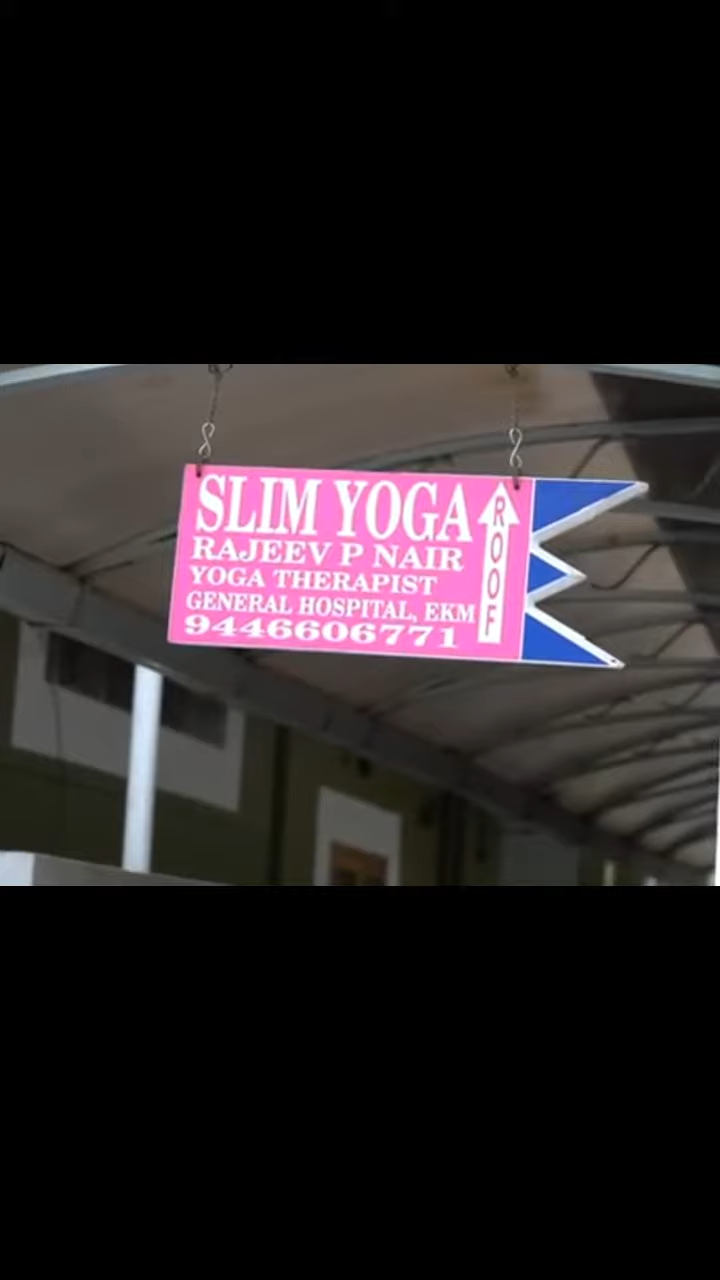 SLIM YOGA
RAJEEV P NAIR
YOGA THERAPIST
GENERAL HOSPITAL, EKM
9446606771
ROOF